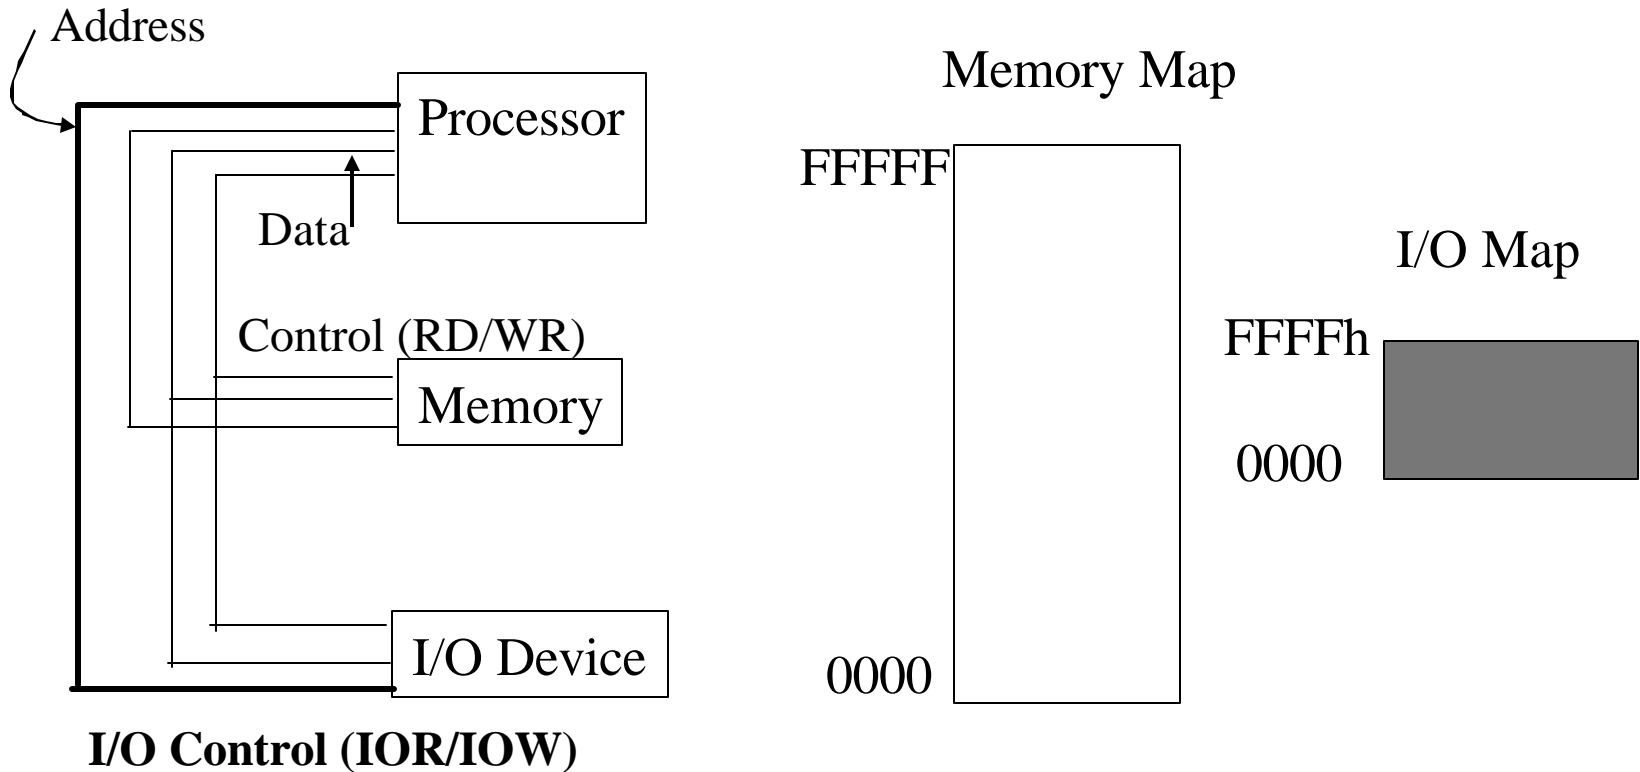 Address
Processor
Data
Control (RD/WR)
Memory
I/O Device
I/O Control (IOR/IOW)
Memory Map
FFFFF
0000
I/O Map
FFFFh
0000